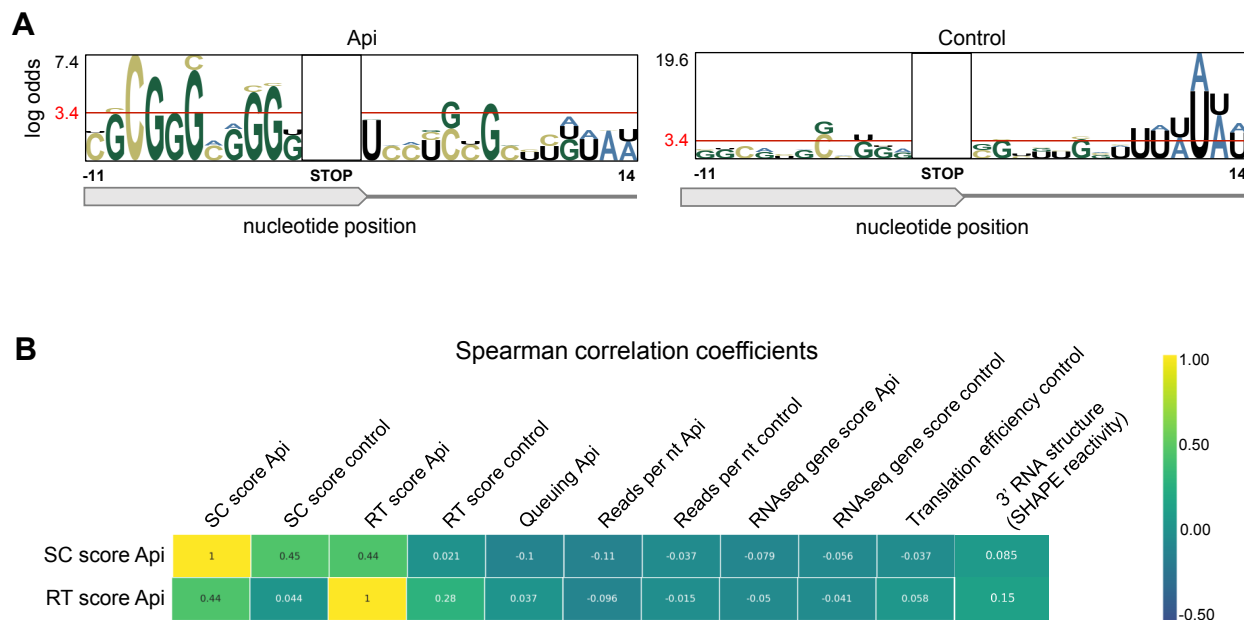 A
Api
Control
log odds
7.4
3.4
-11
STOP
14
nucleotide position
19.6
3.4
-11
STOP
14
nucleotide position
B
Spearman correlation coefficients
SC score Api
SC score control
RT score Api
RT score control
Queuing Api
Reads per nt Api
Reads per nt control
RNAseq gene score Api
RNAseq gene score control
Translation efficiency control
3' RNA structure
(SHAPE reactivity)
SC score Api 1 0.45 0.44 0.021 -0.1 -0.11 -0.037 -0.079 -0.056 -0.037 0.085
RT score Api 0.44 0.044 1 0.28 0.037 -0.096 -0.015 -0.05 -0.041 0.058 0.15
1.00
0.50
0.00
-0.50